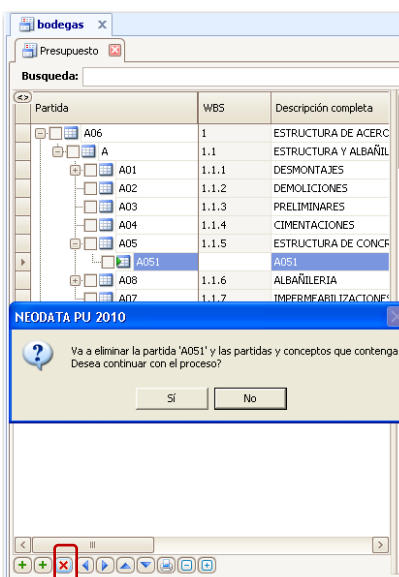 bodegas X
Presupuesto
Busqueda:
<> Partida WBS Descripción completa
A06 1 ESTRUCTURA DE ACERO
A 1.1 ESTRUCTURA Y ALBAÑIL
A01 1.1.1 DESMONTAJES
A02 1.1.2 DEMOLICIONES
A03 1.1.3 PRELIMINARES
A04 1.1.4 CIMENTACIONES
A05 1.1.5 ESTRUCTURA DE CONCR
A051 A051
A08 1.1.6 ALBAÑILERIA
A07 1.1.7 IMPERMEABILIZACIONES
NEODATA PU 2010
Va a eliminar la partida 'A051' y las partidas y conceptos que contenga
Desea continuar con el proceso?
Sí No